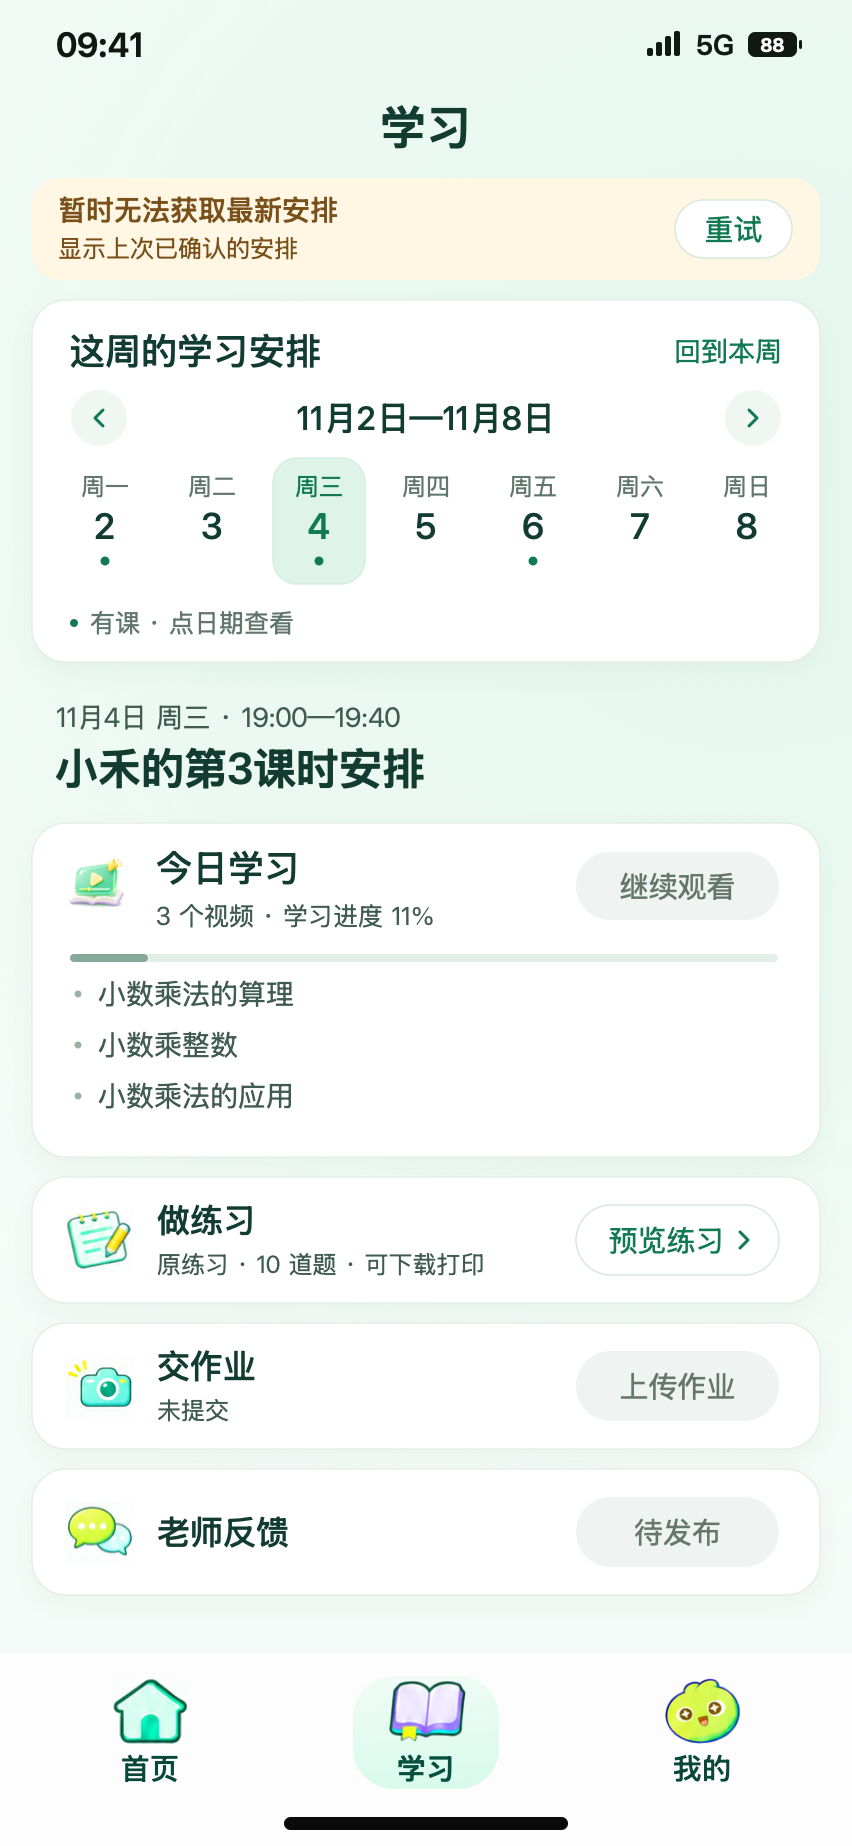 09:41
5G 88
学习
暂时无法获取最新安排
显示上次已确认的安排
重试
这周的学习安排
回到本周
11月2日—11月8日
周一 周二 周三 周四 周五 周六 周日
2 3 4 5 6 7 8
有课 · 点日期查看
11月4日 周三 · 19:00—19:40
小禾的第3课时安排
今日学习
3 个视频 · 学习进度 11%
继续观看
• 小数乘法的算理
• 小数乘整数
• 小数乘法的应用
做练习
原练习 · 10 道题 · 可下载打印
预览练习
交作业
未提交
上传作业
老师反馈
待发布
首页 学习 我的